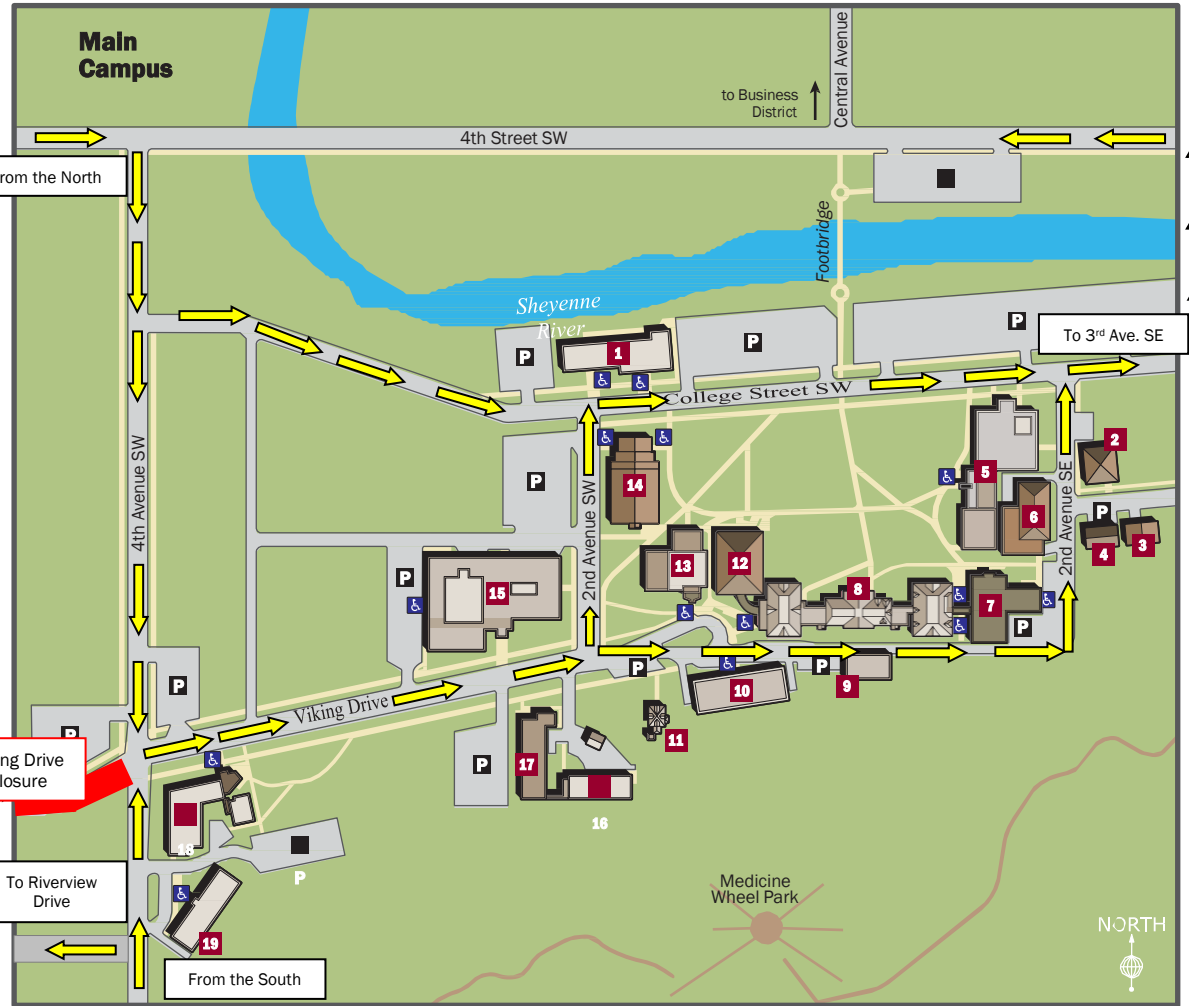 Main
Campus
to Business
District
Central Avenue
4th Street SW
rom the North
Footbridge
Sheyenne
River
P
P
P
1
To 3rd Ave. SE
College Street SW
2
5
14
P
6
P
4
3
4th Avenue SW
2nd Avenue SW
2nd Avenue SE
13
12
P
15
8
7
P
P
P
9
10
P
Viking Drive
11
P
17
ng Drive
losure
16
18
P
To Riverview
Drive
Medicine
Wheel Park
19
From the South
NORTH